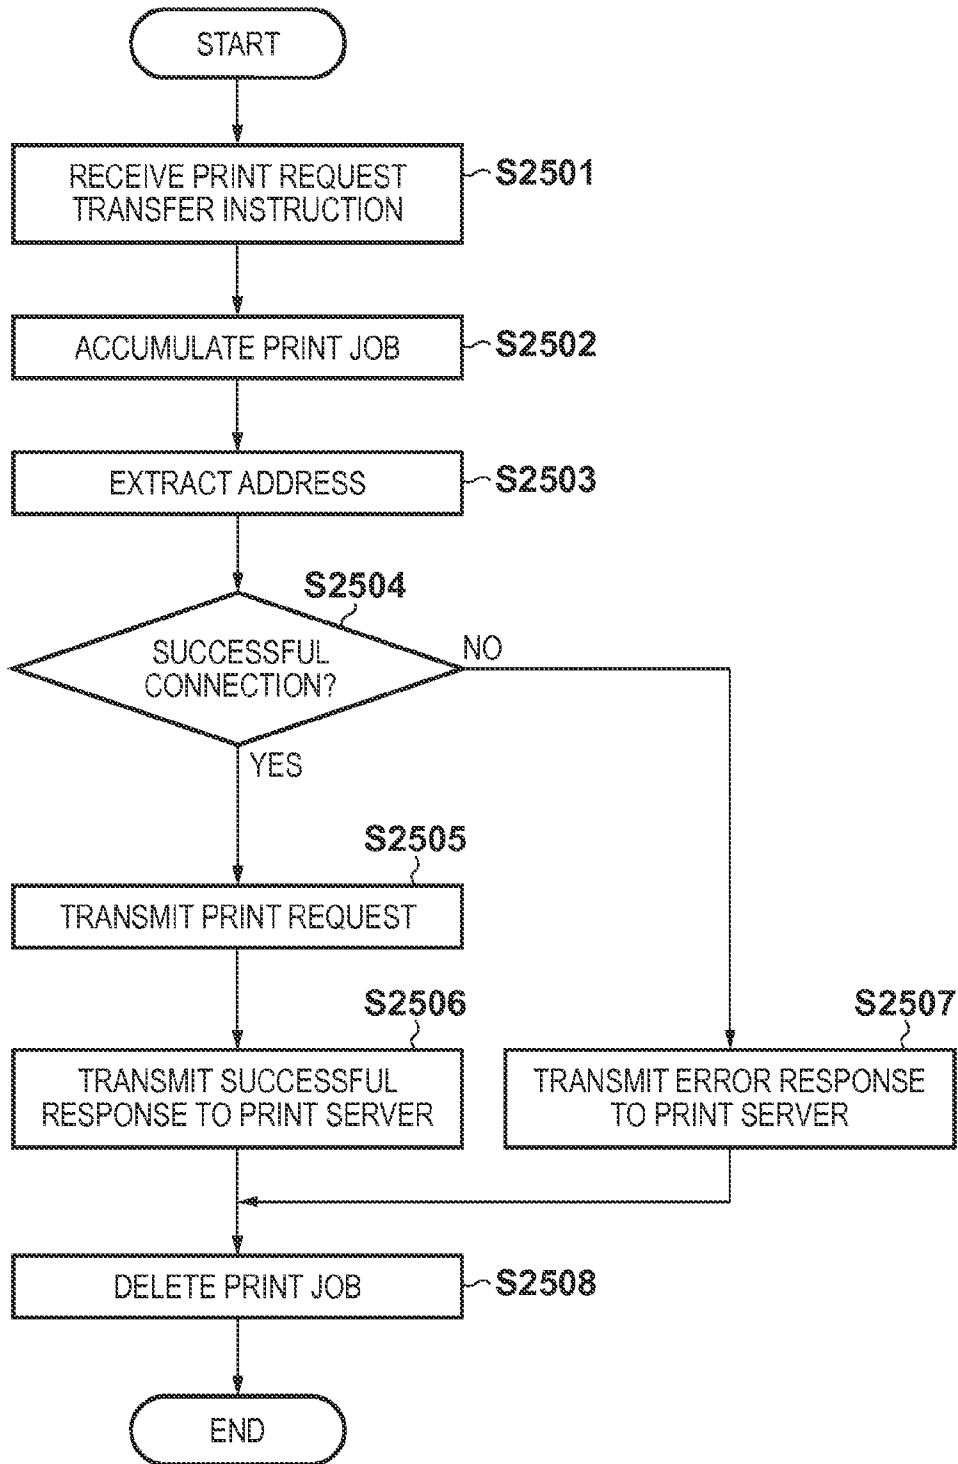 START
RECEIVE PRINT REQUEST
TRANSFER INSTRUCTION
S2501
ACCUMULATE PRINT JOB
S2502
EXTRACT ADDRESS
S2503
S2504
SUCCESSFUL
CONNECTION?
NO
YES
S2505
TRANSMIT PRINT REQUEST
S2506
TRANSMIT SUCCESSFUL
RESPONSE TO PRINT SERVER
S2507
TRANSMIT ERROR RESPONSE
TO PRINT SERVER
DELETE PRINT JOB
S2508
END